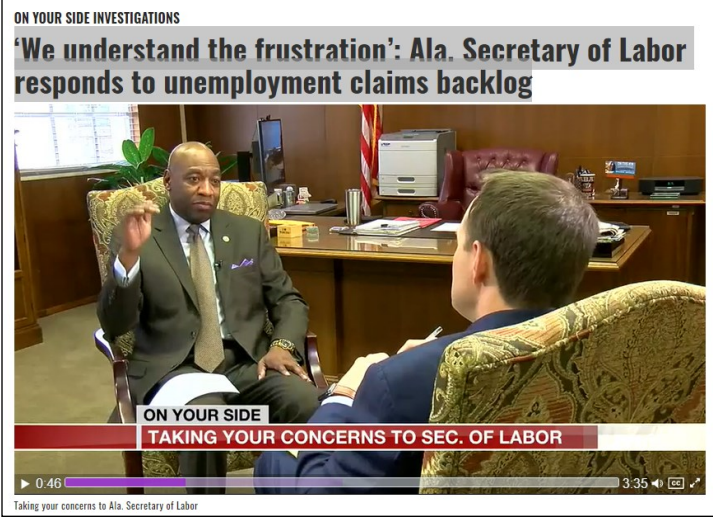 ON YOUR SIDE INVESTIGATIONS
‘We understand the frustration’: Ala. Secretary of Labor
responds to unemployment claims backlog
ON YOUR SIDE
TAKING YOUR CONCERNS TO SEC. OF LABOR
0:46
3:35
CC
Taking your concerns to Ala. Secretary of Labor